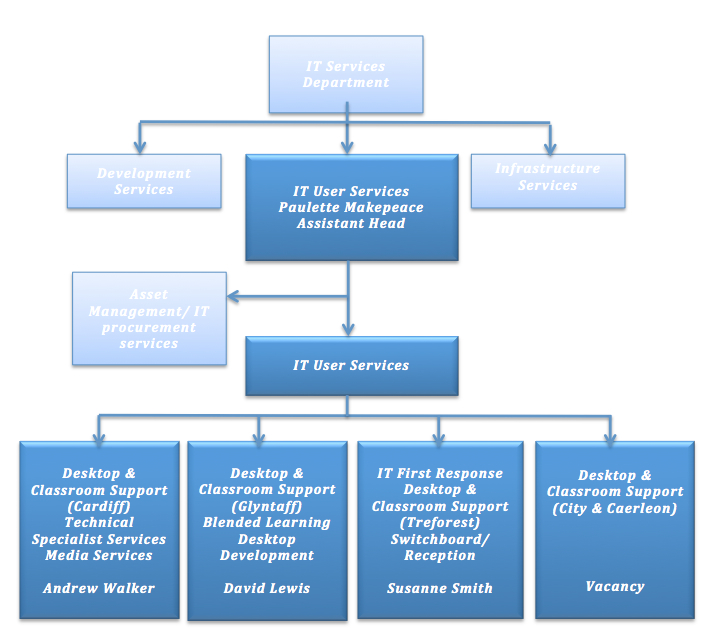 IT Services
Department
Development
Services
IT User Services
Paulette Makepeace
Assistant Head
Infrastructure
Services
Asset
Management/ IT
procurement
services
IT User Services
Desktop &
Classroom Support
(Cardiff)
Technical
Specialist Services
Media Services
Andrew Walker
Desktop &
Classroom Support
(Glyntaff)
Blended Learning
Desktop
Development
David Lewis
IT First Response
Desktop &
Classroom Support
(Treforest)
Switchboard/
Reception
Susanne Smith
Desktop &
Classroom Support
(City & Caerleon)
Vacancy